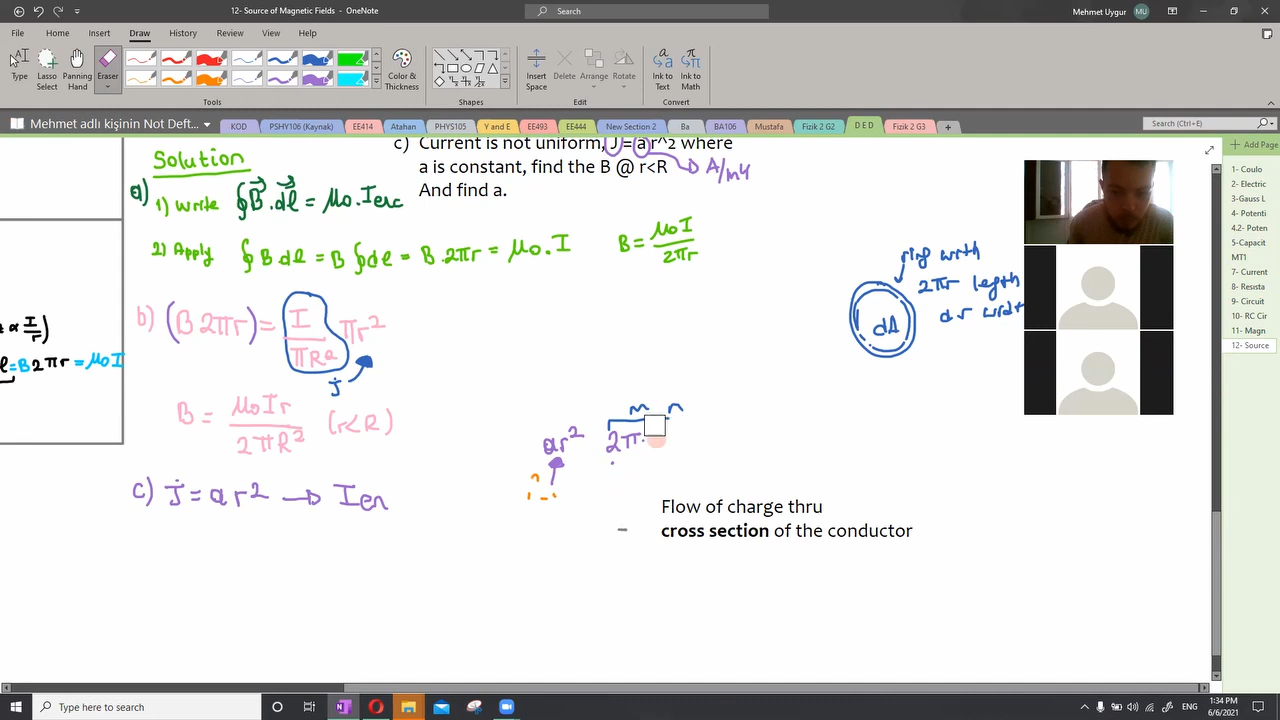 12- Source of Magnetic Fields - OneNote
Search
Mehmet Uygur MU
File Home Insert Draw View History Review View Help
Type
Lasso Select
Panning Hand
Eraser
Color & Thickness
Insert Space
Delete
Arrange
Rotate
Ink to Text
Ink to Math
Tools
Shapes
Edit
Convert
Mehmet adlı kişinin Not Deft...
KOD
PSHY106 (Kaynak)
EE414
Atahan
PHYS105
Y and E
EE493
EE444
New Section 2
Ba
BA106
Mustafa
Fizik 2 G2
D E D
Fizik 2 G3
Search (Ctrl+E)
Add Page
c) Current is not uniform, J = a r^2 where
a is constant, find the B @ r<R
And find a.
A/m4
Solution
a) 1) Write ∮B.dl = μo.Ienc
2) Apply ∮B.dl = B∮dl = B.2πr = μo.I
B = μoI/2πr
ring with
2πr length
dr widt
dA
α I/r)
=B2πr = μoI
b) (B2πr) = I/πR² πr²
j
B = μoIr/2πR² (r<R)
m
ar² 2π
c) j = ar² → Ien
Flow of charge thru
cross section of the conductor
1- Coulo
2- Electric
3-Gauss L
4- Potenti
4.2- Poten
5-Capacit
MT1
7- Current
8- Resista
9- Circuit
10- RC Cir
11- Magn
12- Source
Type here to search
ENG
1:34 PM
6/6/2021